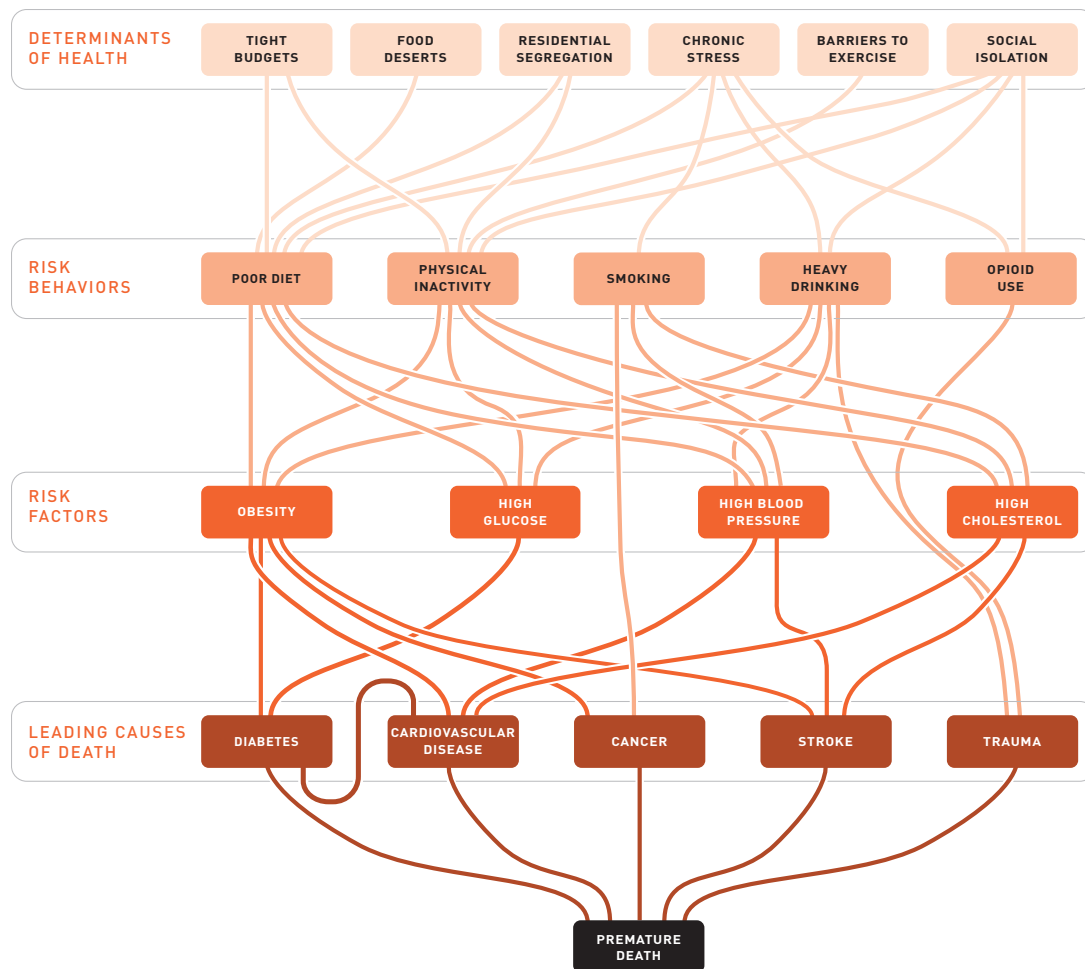 DETERMINANTS
OF HEALTH
TIGHT
BUDGETS
FOOD
DESERTS
RESIDENTIAL
SEGREGATION
CHRONIC
STRESS
BARRIERS TO
EXERCISE
SOCIAL
ISOLATION
RISK
BEHAVIORS
POOR DIET
PHYSICAL
INACTIVITY
SMOKING
HEAVY
DRINKING
OPIOID
USE
RISK
FACTORS
OBESITY
HIGH
GLUCOSE
HIGH BLOOD
PRESSURE
HIGH
CHOLESTEROL
LEADING CAUSES
OF DEATH
DIABETES
CARDIOVASCULAR
DISEASE
CANCER
STROKE
TRAUMA
PREMATURE
DEATH